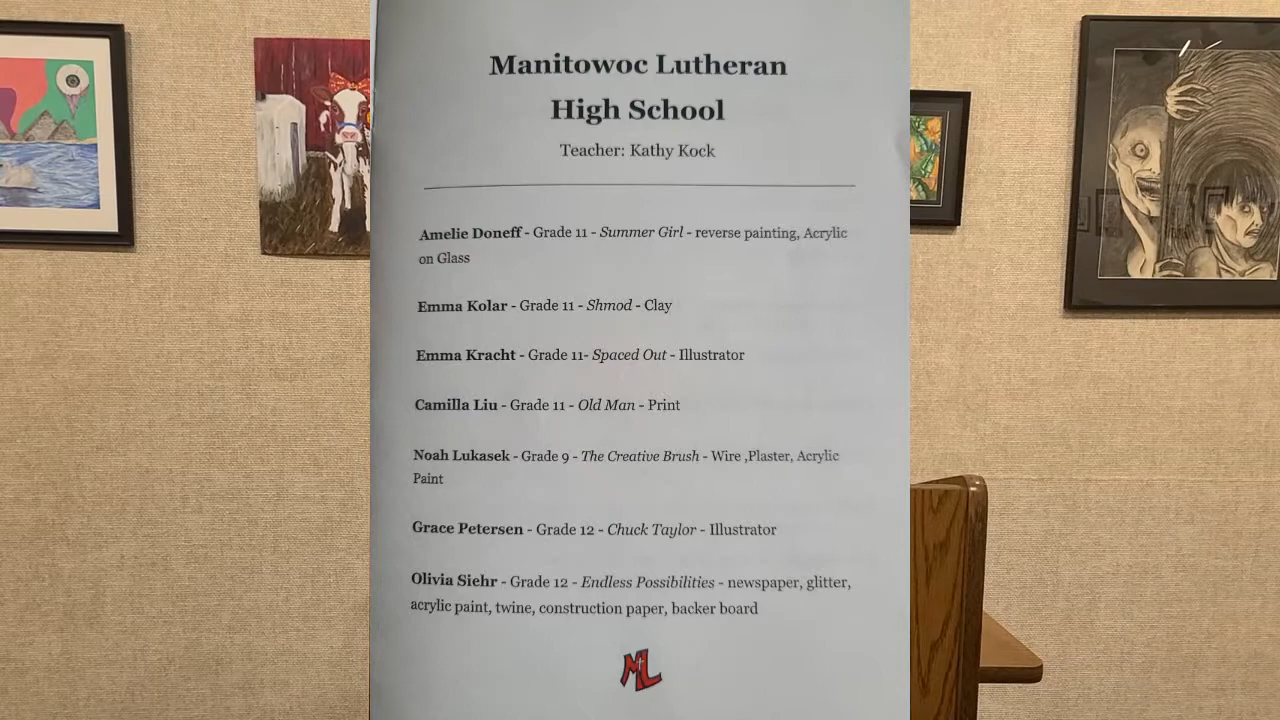 Manitowoc Lutheran
High School
Teacher: Kathy Kock
Amelie Doneff - Grade 11 - Summer Girl - reverse painting, Acrylic
on Glass
Emma Kolar - Grade 11 - Shmod - Clay
Emma Kracht - Grade 11- Spaced Out - Illustrator
Camilla Liu - Grade 11 - Old Man - Print
Noah Lukasek - Grade 9 - The Creative Brush - Wire ,Plaster, Acrylic
Paint
Grace Petersen - Grade 12 - Chuck Taylor - Illustrator
Olivia Siehr - Grade 12 - Endless Possibilities - newspaper, glitter,
acrylic paint, twine, construction paper, backer board
ML